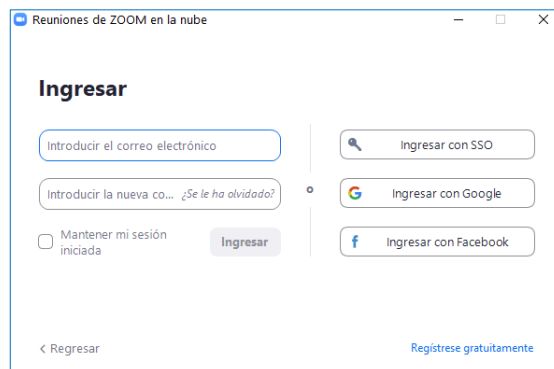 Reuniones de ZOOM en la nube
Ingresar
Introducir el correo electrónico
Introducir la nueva co... ¿Se le ha olvidado?
Mantener mi sesión
iniciada
Ingresar
o
Ingresar con SSO
Ingresar con Google
Ingresar con Facebook
< Regresar
Regístrese gratuitamente